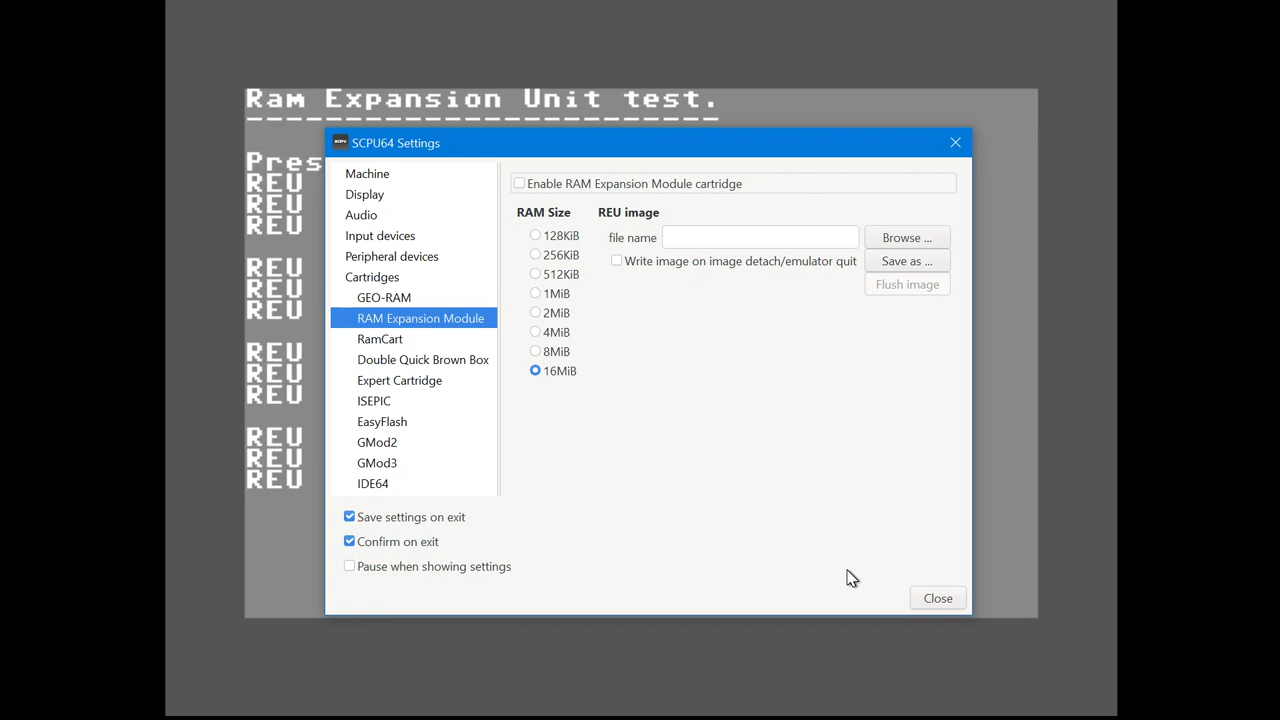 Ram Expansion Unit test.
-----------------------
Pres
REU
REU
REU
REU
REU
REU
REU
REU
REU
REU
REU
REU
SCPU64 Settings
Machine
Display
Audio
Input devices
Peripheral devices
Cartridges
GEO-RAM
RAM Expansion Module
RamCart
Double Quick Brown Box
Expert Cartridge
ISEPIC
EasyFlash
GMod2
GMod3
IDE64
Enable RAM Expansion Module cartridge
RAM Size
128KiB
256KiB
512KiB
1MiB
2MiB
4MiB
8MiB
16MiB
REU image
file name
Browse ...
Write image on image detach/emulator quit
Save as ...
Flush image
Save settings on exit
Confirm on exit
Pause when showing settings
Close